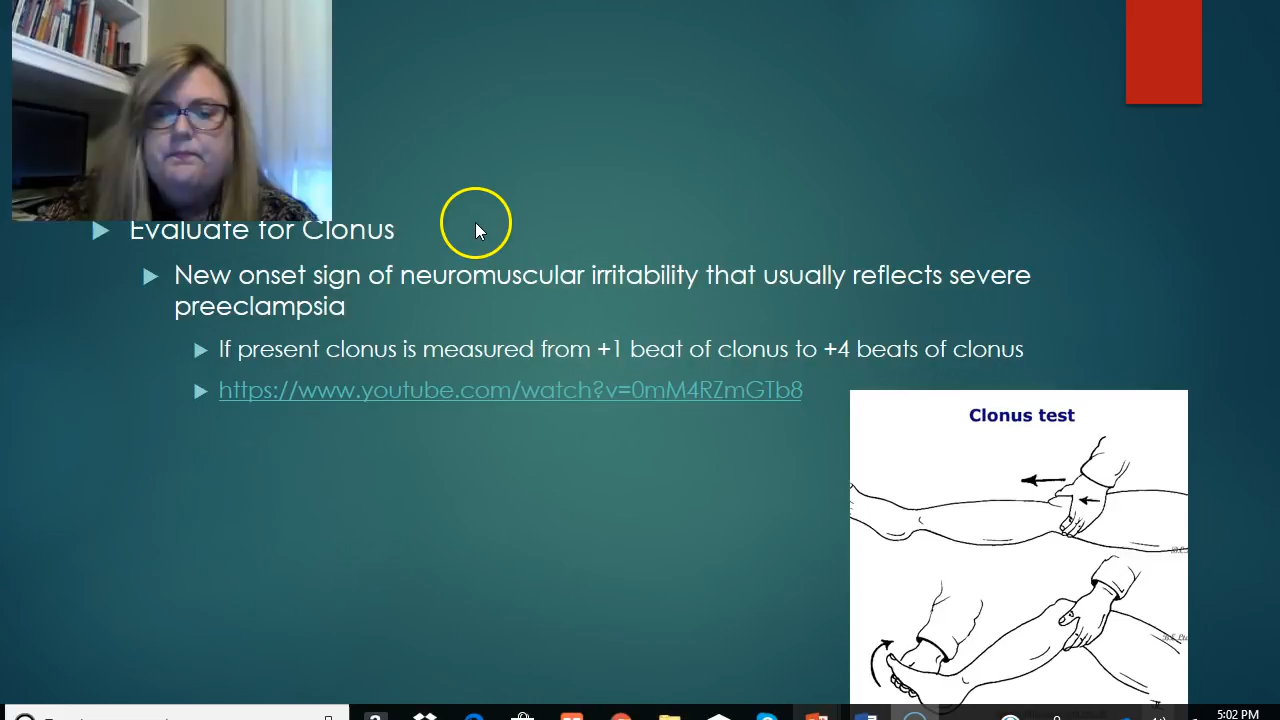 Evaluate for Clonus
New onset sign of neuromuscular irritability that usually reflects severe
preeclampsia
If present clonus is measured from +1 beat of clonus to +4 beats of clonus
https://www.youtube.com/watch?v=0mM4RZmGTb8
Clonus test
5:02 PM